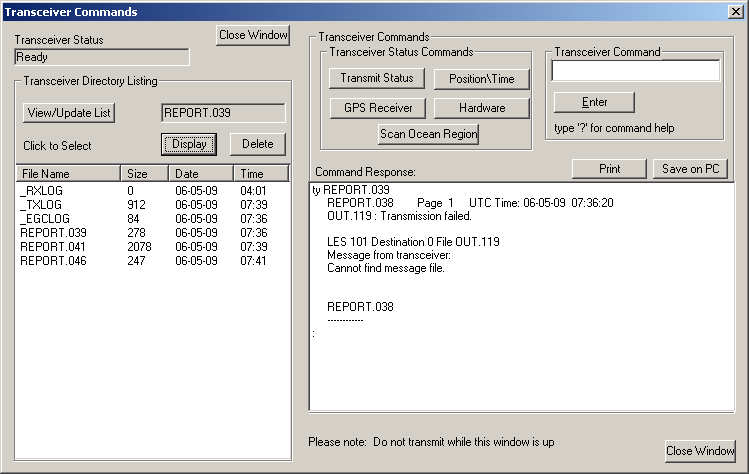 Transceiver Commands
Transceiver Status
Close Window
Ready
Transceiver Directory Listing
View/Update List
REPORT.039
Click to Select
Display
Delete
File Name Size Date Time
_RXLOG 0 06-05-09 04:01
_TXLOG 912 06-05-09 07:39
_EGCLOG 84 06-05-09 07:36
REPORT.039 278 06-05-09 07:36
REPORT.041 2078 06-05-09 07:39
REPORT.046 247 06-05-09 07:41
Transceiver Commands
Transceiver Status Commands
Transmit Status
Position\Time
GPS Receiver
Hardware
Scan Ocean Region
Transceiver Command
Enter
type '?' for command help
Command Response:
Print
Save on PC
ty REPORT.039
REPORT.038 Page 1 UTC Time: 06-05-09 07:36:20
OUT.119 : Transmission failed.
LES 101 Destination 0 File OUT.119
Message from transceiver:
Cannot find message file.
REPORT.038
------------
:
Please note: Do not transmit while this window is up
Close Window